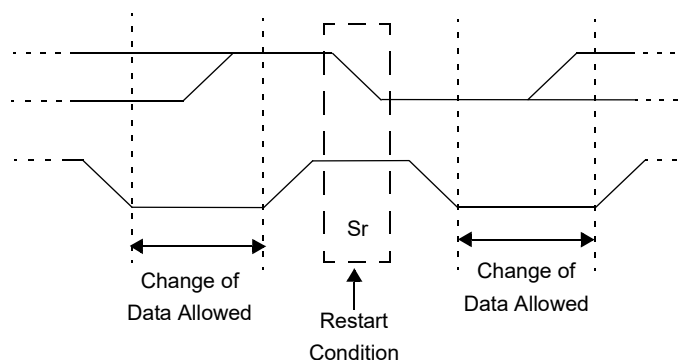 Sr
Change of
Data Allowed
Restart
Condition
Change of
Data Allowed